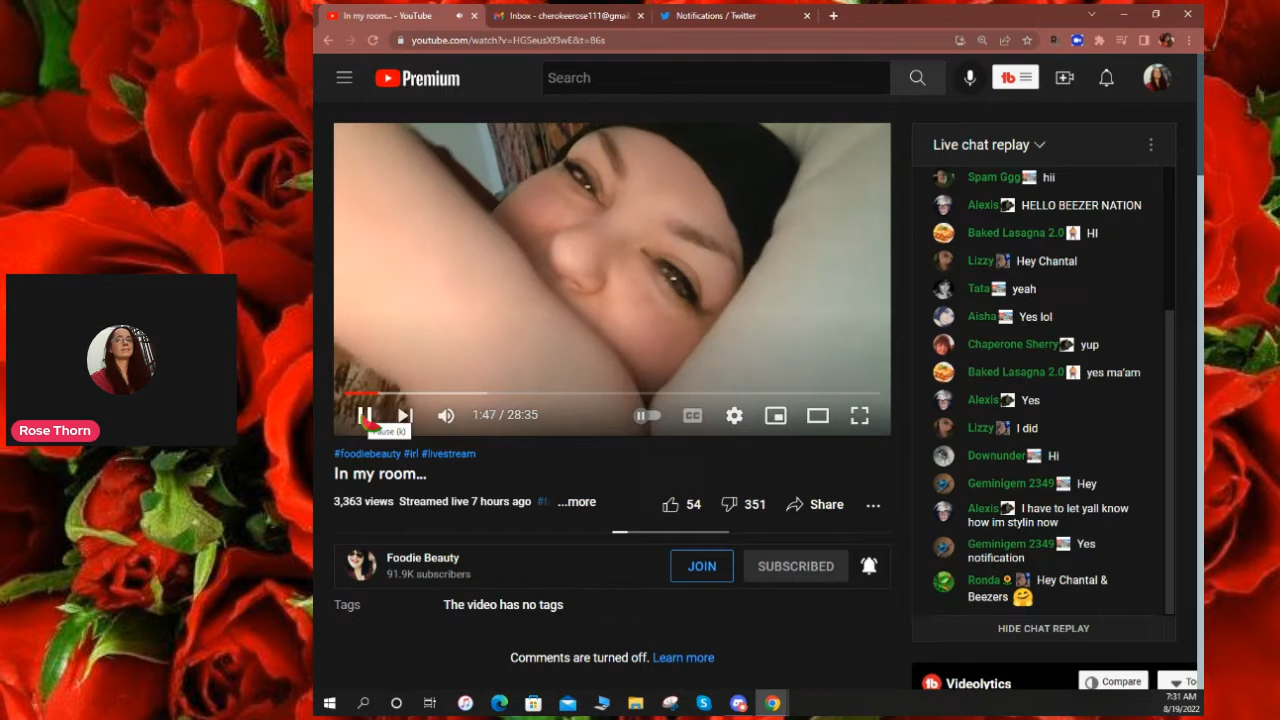 In my room... - YouTube
Inbox - cherokeerose111@gmail.
Notifications / Twitter
youtube.com/watch?v=HGSeusXf3wE&t=86s
Premium
Search
Live chat replay
Spam Ggg hii
Alexis HELLO BEEZER NATION
Baked Lasagna 2.0 HI
Lizzy Hey Chantal
Tata yeah
Aisha Yes lol
Chaperone Sherry yup
Baked Lasagna 2.0 yes ma'am
Alexis Yes
Lizzy I did
Downunder Hi
Geminigem 2349 Hey
Alexis I have to let yall know
how im stylin now
Geminigem 2349 Yes
notification
Ronda Hey Chantal &
Beezers
HIDE CHAT REPLAY
Rose Thorn
1:47 / 28:35
CC
Pause (k)
#foodiebeauty #irl #livestream
In my room...
3,363 views Streamed live 7 hours ago ...more
54
351
Share
Foodie Beauty
91.9K subscribers
JOIN
SUBSCRIBED
Tags
The video has no tags
Comments are turned off. Learn more
tb Videolytics
Compare
To
7:31 AM
8/19/2022